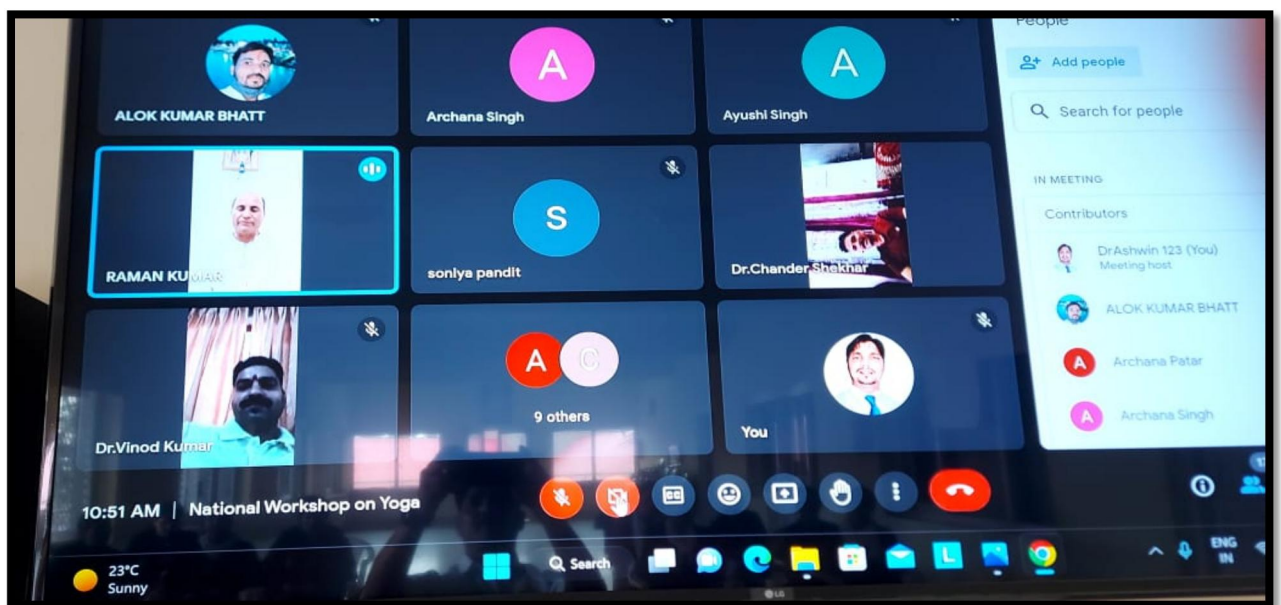 People
Add people
ALOK KUMAR BHATT
A
Archana Singh
A
Ayushi Singh
Search for people
IN MEETING
Contributors
RAMAN KUMAR
S
soniya pandit
Dr.Chander Shekhar
DrAshwin 123 (You)
Meeting host
ALOK KUMAR BHATT
A
Archana Patar
A
Archana Singh
Dr.Vinod Kumar
A C
9 others
You
10:51 AM | National Workshop on Yoga
CC
23°C
Sunny
Search
L
ENG
IN
LG